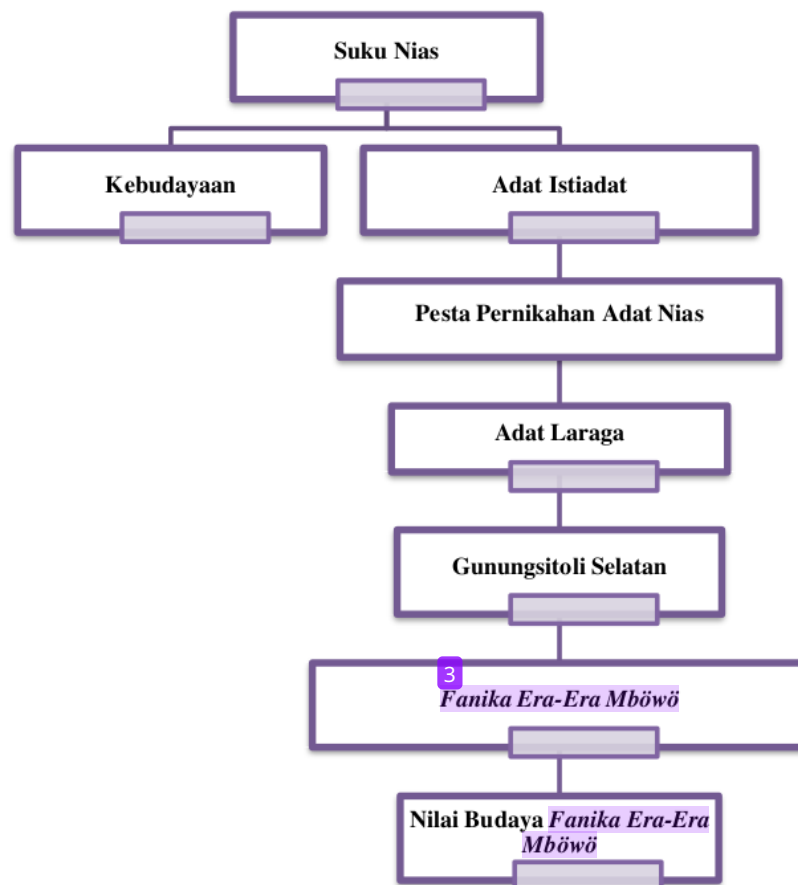 Suku Nias
Kebudayaan
Adat Istiadat
Pesta Pernikahan Adat Nias
Adat Laraga
Gunungsitoli Selatan
3
Fanika Era-Era Mböwö
Nilai Budaya Fanika Era-Era
Mböwö